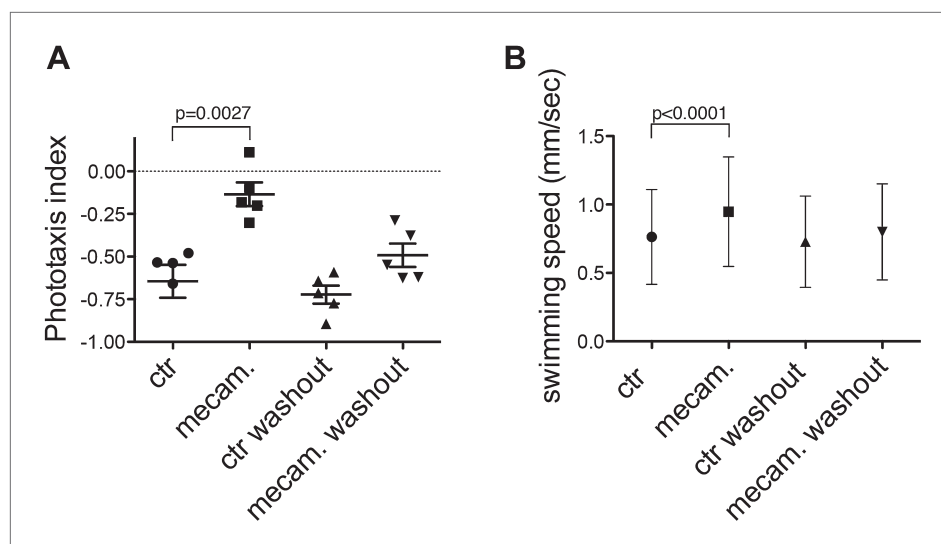 A
p=0.0027
Phototaxis index
0.00
-0.25
-0.50
-0.75
-1.00
ctr
mecam.
ctr washout
mecam. washout
B
p<0.0001
swimming speed (mm/sec)
1.5
1.0
0.5
0.0
ctr
mecam.
ctr washout
mecam. washout